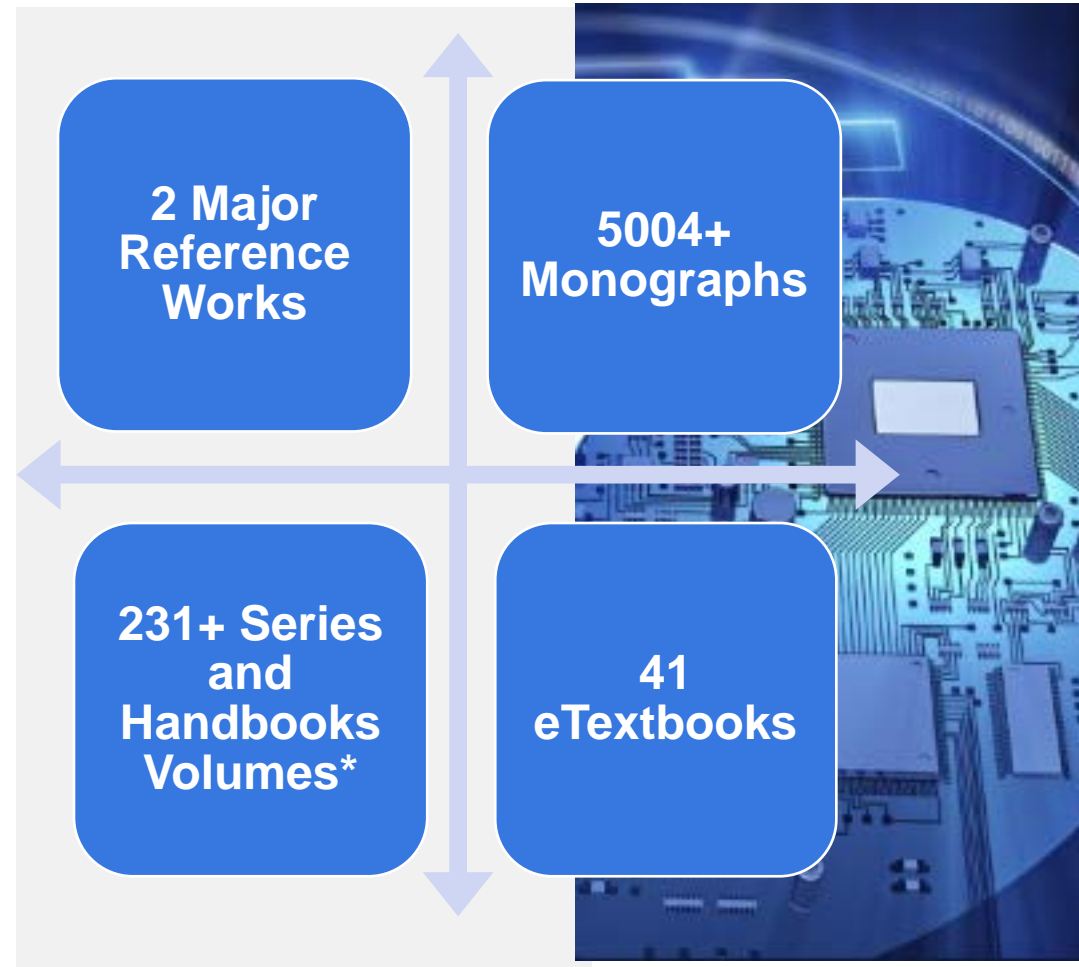 2 Major
Reference
Works
5004+
Monographs
231+ Series
and
Handbooks
Volumes*
41
eTextbooks